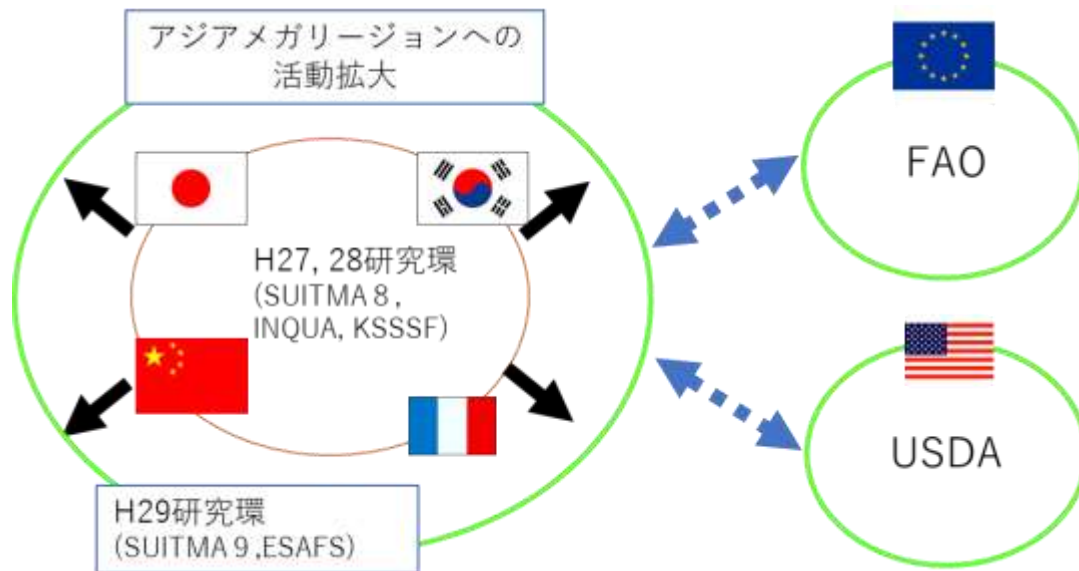 アジアメガリージョンへの
活動拡大
H27, 28研究環
(SUITMA 8 ,
INQUA, KSSSF)
H29研究環
(SUITMA 9 ,ESAFS)
FAO
USDA